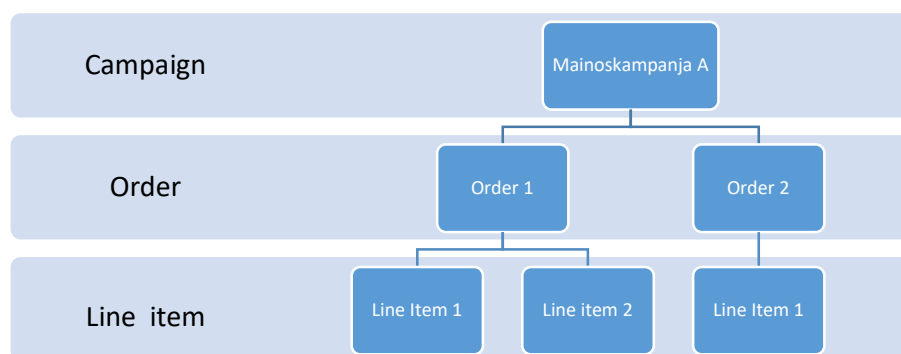 Campaign
Mainoskampanja A
Order
Order 1
Order 2
Line item
Line Item 1
Line item 2
Line Item 1